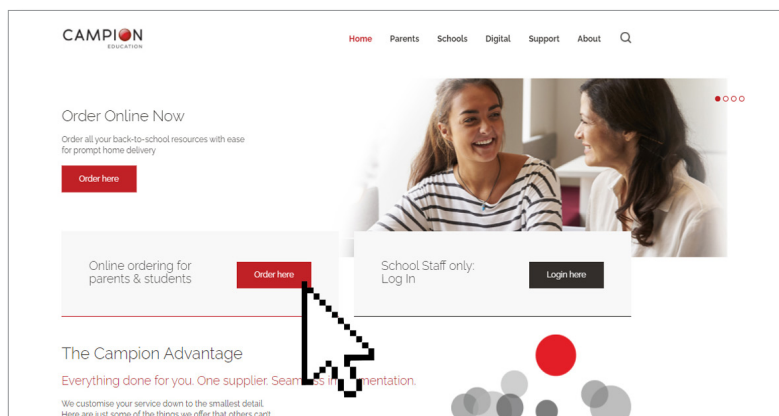 CAMPION
EDUCATION
Home Parents Schools Digital Support About
Order Online Now
Order all your back-to-school resources with ease
for prompt home delivery
Order here
Online ordering for
parents & students
Order here
School Staff only:
Log In
Login here
The Campion Advantage
Everything done for you. One supplier.
We customise your service down to the smallest detail.
Here are just some of the things we offer that others can't